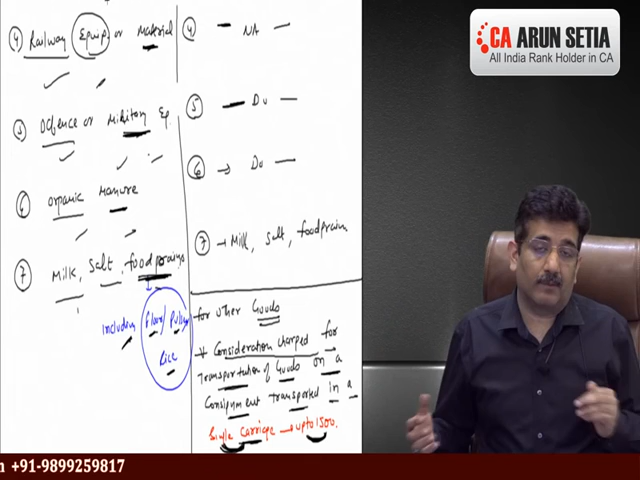 ④ Railway Equip or Material
⑤ Defence or Military Eq.
⑥ organic Manure
⑦ Milk, Salt, foodgrains
Including Flour/Pulses
Rice
④ — NA —
⑤ — Do —
⑥ → Do —
⑦ → Milk, Salt, foodgrain
for other Goods
* Consideration charged for
Transportation of Goods on a
Consignment transported in a
Single Carriage → upto 1500.
CA ARUN SETIA
All India Rank Holder in CA
n +91-9899259817